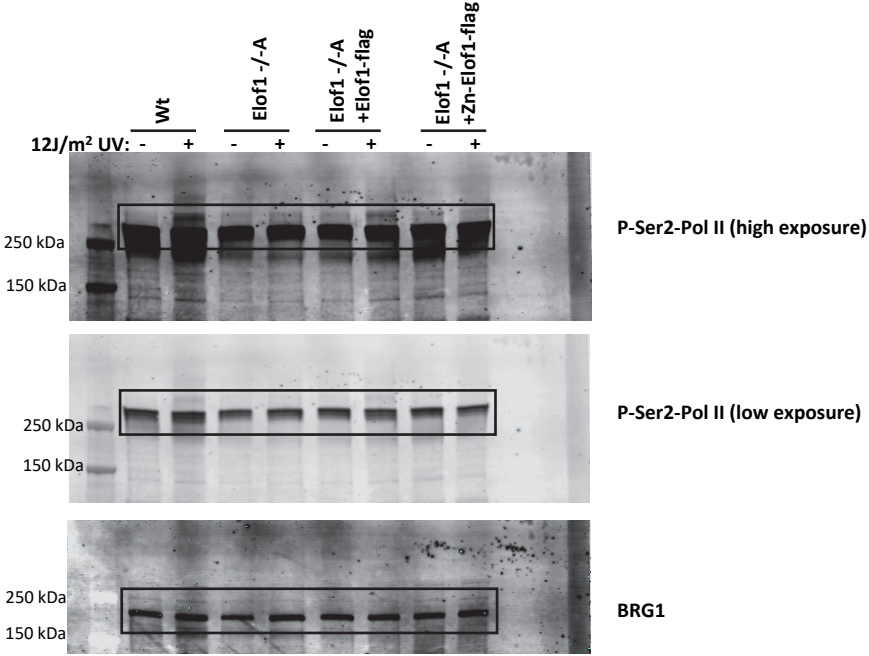 Wt
Elof1 -/-A
Elof1 -/-A
+Elof1-flag
Elof1 -/-A
+Zn-Elof1-flag
12J/m² UV: - + - + - + - +
250 kDa
150 kDa
P-Ser2-Pol II (high exposure)
250 kDa
150 kDa
P-Ser2-Pol II (low exposure)
250 kDa
150 kDa
BRG1